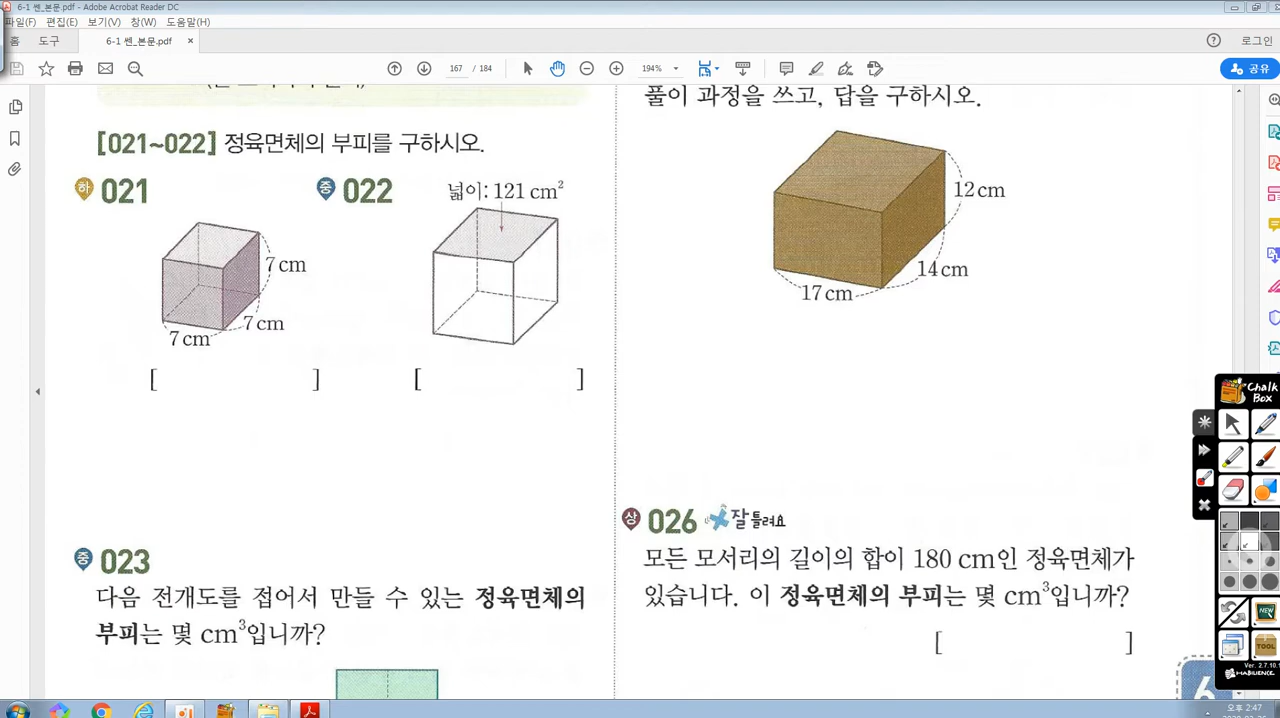 6-1 쎈_본문.pdf - Adobe Acrobat Reader DC
파일(F) 편집(E) 보기(V) 창(W) 도움말(H)
홈 도구 6-1 쎈_본문.pdf × 로그인
167 / 184 194% 공유
[021~022] 정육면체의 부피를 구하시오.
하 021
7 cm
7 cm
7 cm
[ ]
중 022
넓이: 121 cm²
[ ]
중 023
다음 전개도를 접어서 만들 수 있는 정육면체의
부피는 몇 cm³입니까?
풀이 과정을 쓰고, 답을 구하시오.
12 cm
14 cm
17 cm
상 026 잘 틀려요
모든 모서리의 길이의 합이 180 cm인 정육면체가
있습니다. 이 정육면체의 부피는 몇 cm³입니까?
[ ]
6
Chalk
Box
NEW
TOOL
Ver. 2.7.10.1
HABILIENCE
오후 2:47